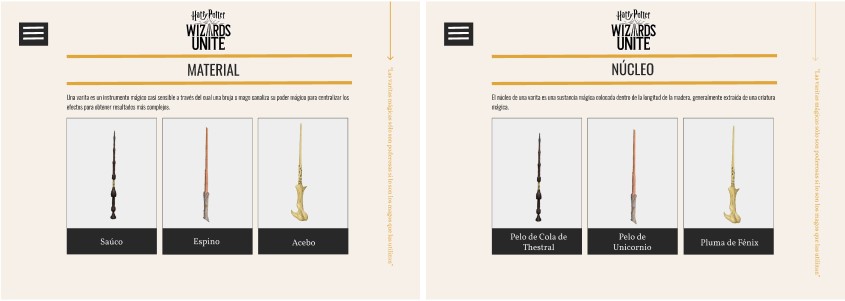 Harry Potter
WIZARDS
UNITE
MATERIAL
Una varita es un instrumento mágico casi sensible a través del cual una bruja o mago canaliza su poder mágico para centralizar los
efectos para obtener resultados más complejos.
Saúco
Espino
Acebo
"Las varitas mágicas sólo son poderosas si lo son los magos que las utilizan."
Harry Potter
WIZARDS
UNITE
NÚCLEO
El núcleo de una varita es una sustancia mágica colocada dentro de la longitud de la madera, generalmente extraída de una criatura
mágica.
Pelo de Cola de
Thestral
Pelo de
Unicornio
Pluma de Fénix
"Las varitas mágicas sólo son poderosas si lo son los magos que las utilizan."